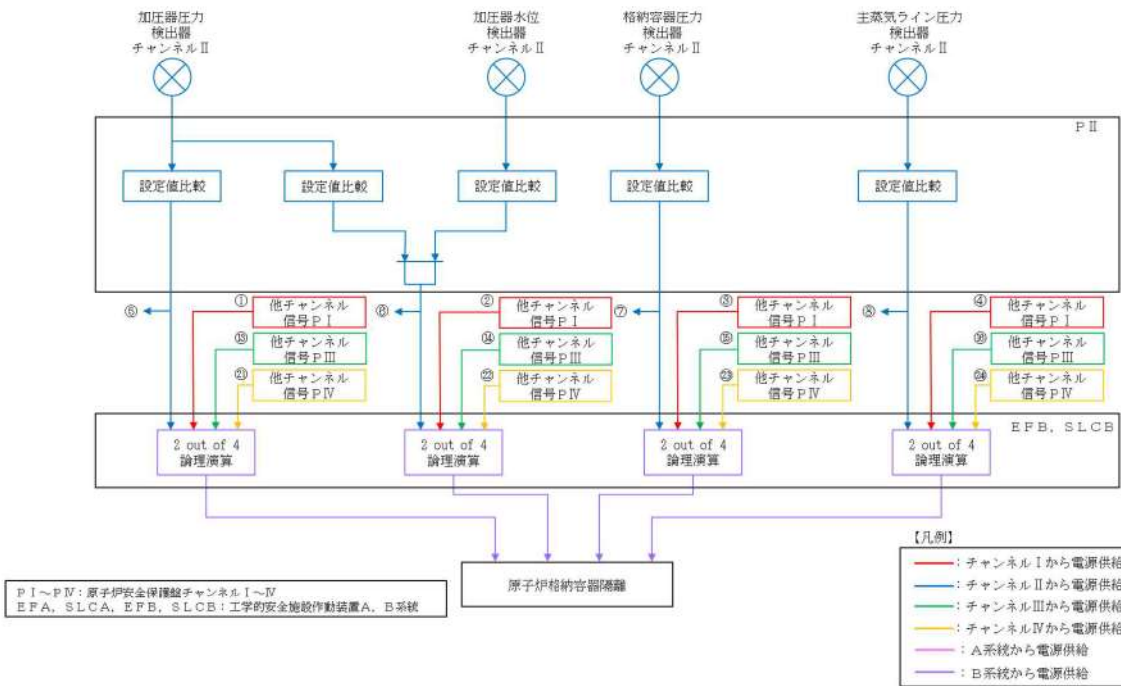 加圧器圧力
検出器
チャンネルⅡ
加圧器水位
検出器
チャンネルⅡ
格納容器圧力
検出器
チャンネルⅡ
主蒸気ライン圧力
検出器
チャンネルⅡ
PⅡ
設定値比較
設定値比較
設定値比較
設定値比較
設定値比較
⑤
①
他チャンネル
信号PⅠ
⑬
他チャンネル
信号PⅢ
㉑
他チャンネル
信号PⅣ
⑥
②
他チャンネル
信号PⅠ
⑭
他チャンネル
信号PⅢ
㉒
他チャンネル
信号PⅣ
⑦
③
他チャンネル
信号PⅠ
⑮
他チャンネル
信号PⅢ
㉓
他チャンネル
信号PⅣ
⑧
④
他チャンネル
信号PⅠ
⑯
他チャンネル
信号PⅢ
㉔
他チャンネル
信号PⅣ
EFB, SLCB
2 out of 4
論理演算
2 out of 4
論理演算
2 out of 4
論理演算
2 out of 4
論理演算
原子炉格納容器隔離
PⅠ~PⅣ:原子炉安全保護盤チャンネルⅠ~Ⅳ
EFA, SLCA, EFB, SLCB:工学的安全施設作動装置A、B系統
【凡例】
:チャンネルⅠから電源供給
:チャンネルⅡから電源供給
:チャンネルⅢから電源供給
:チャンネルⅣから電源供給
:A系統から電源供給
:B系統から電源供給